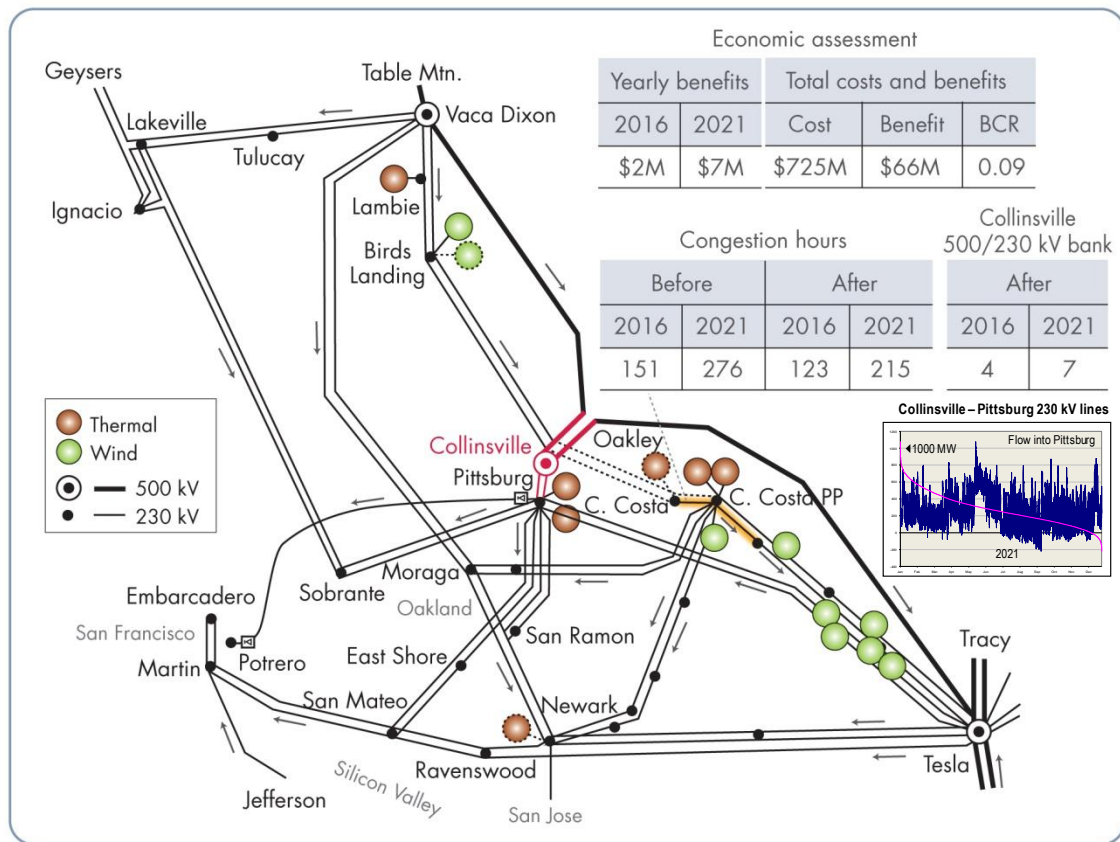 Economic assessment
Yearly benefits Total costs and benefits
2016 2021 Cost Benefit BCR
$2M $7M $725M $66M 0.09
Collinsville
500/230 kV bank
Congestion hours
Before After After
2016 2021 2016 2021 2016 2021
151 276 123 215 4 7
Geysers
Table Mtn.
Lakeville
Vaca Dixon
Tulucay
Lambie
Ignacio
Birds
Landing
Thermal
Wind
500 kV
230 kV
Collinsville
Oakley
Pittsburg
C. Costa
C. Costa PP
Collinsville – Pittsburg 230 kV lines
1000 MW
Flow into Pittsburg
2021
Moraga
Sobrante
Oakland
Embarcadero
San Francisco
San Ramon
Potrero
East Shore
Martin
Tracy
San Mateo
Newark
Ravenswood
Tesla
Silicon Valley
Jefferson
San Jose